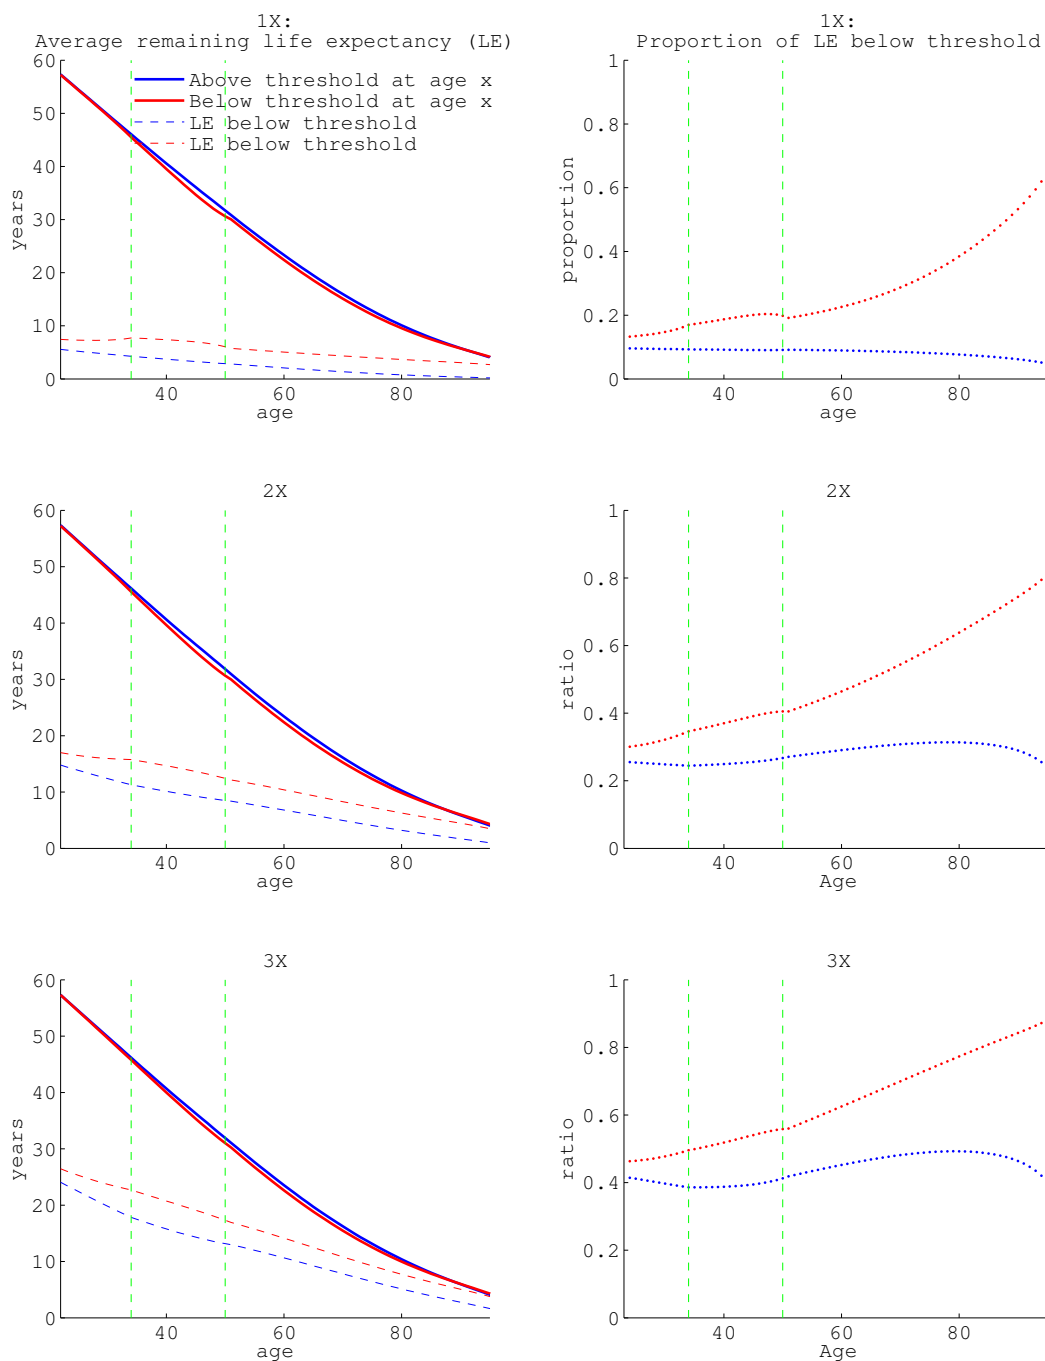 1X:
Average remaining life expectancy (LE)
60
50
40
30
20
10
0
years
Above threshold at age x
Below threshold at age x
LE below threshold
LE below threshold
40
60
80
age
1X:
Proportion of LE below threshold
1
0.8
0.6
0.4
0.2
0
proportion
40
60
80
age
2X
60
50
40
30
20
10
0
years
40
60
80
age
2X
1
0.8
0.6
0.4
0.2
0
ratio
40
60
80
Age
3X
60
50
40
30
20
10
0
years
40
60
80
age
3X
1
0.8
0.6
0.4
0.2
0
ratio
40
60
80
Age